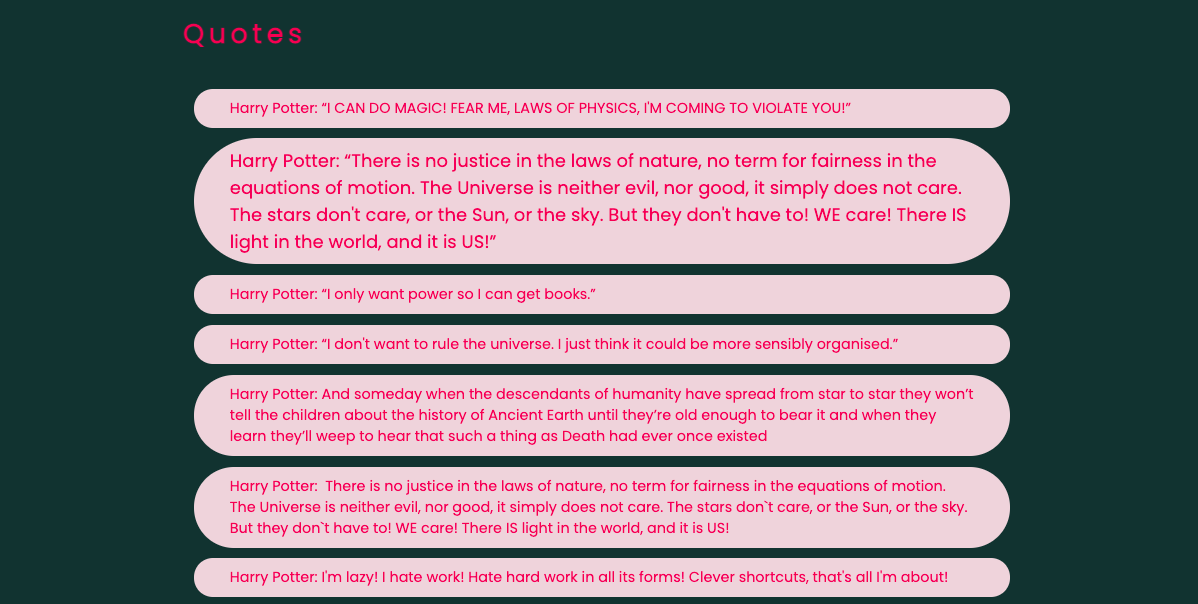 Quotes
Harry Potter: “I CAN DO MAGIC! FEAR ME, LAWS OF PHYSICS, I'M COMING TO VIOLATE YOU!”
Harry Potter: “There is no justice in the laws of nature, no term for fairness in the
equations of motion. The Universe is neither evil, nor good, it simply does not care.
The stars don't care, or the Sun, or the sky. But they don't have to! WE care! There IS
light in the world, and it is US!”
Harry Potter: “I only want power so I can get books.”
Harry Potter: “I don't want to rule the universe. I just think it could be more sensibly organised.”
Harry Potter: And someday when the descendants of humanity have spread from star to star they won’t
tell the children about the history of Ancient Earth until they’re old enough to bear it and when they
learn they’ll weep to hear that such a thing as Death had ever once existed
Harry Potter:  There is no justice in the laws of nature, no term for fairness in the equations of motion.
The Universe is neither evil, nor good, it simply does not care. The stars don`t care, or the Sun, or the sky.
But they don`t have to! WE care! There IS light in the world, and it is US!
Harry Potter: I'm lazy! I hate work! Hate hard work in all its forms! Clever shortcuts, that's all I'm about!